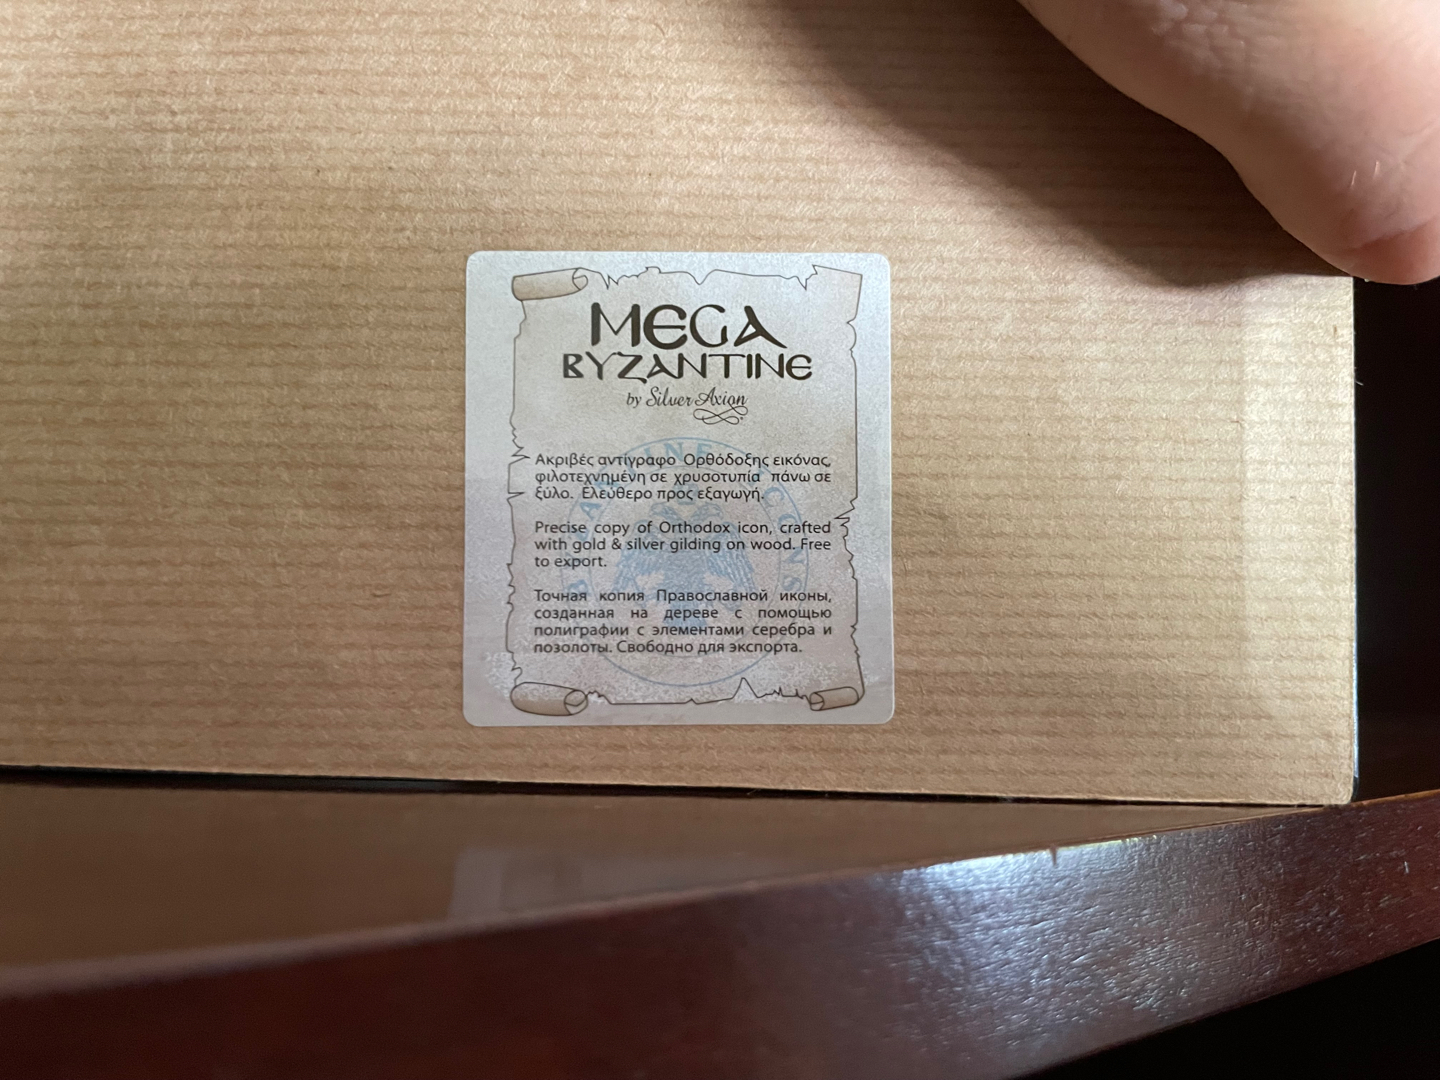 MEGA
BYZANTINE
by Silver Axion
Ακριβές αντίγραφο Ορθόδοξης εικόνας,
φιλοτεχνημένη σε χρυσοτυπία πάνω σε
ξύλο. Ελεύθερο προς εξαγωγή.
Precise copy of Orthodox icon, crafted
with gold & silver gilding on wood. Free
to export.
Точная копия Православной иконы,
созданная на дереве с помощью
полиграфии с элементами серебра и
позолоты. Свободно для экспорта.
BYZANTINE ICONS